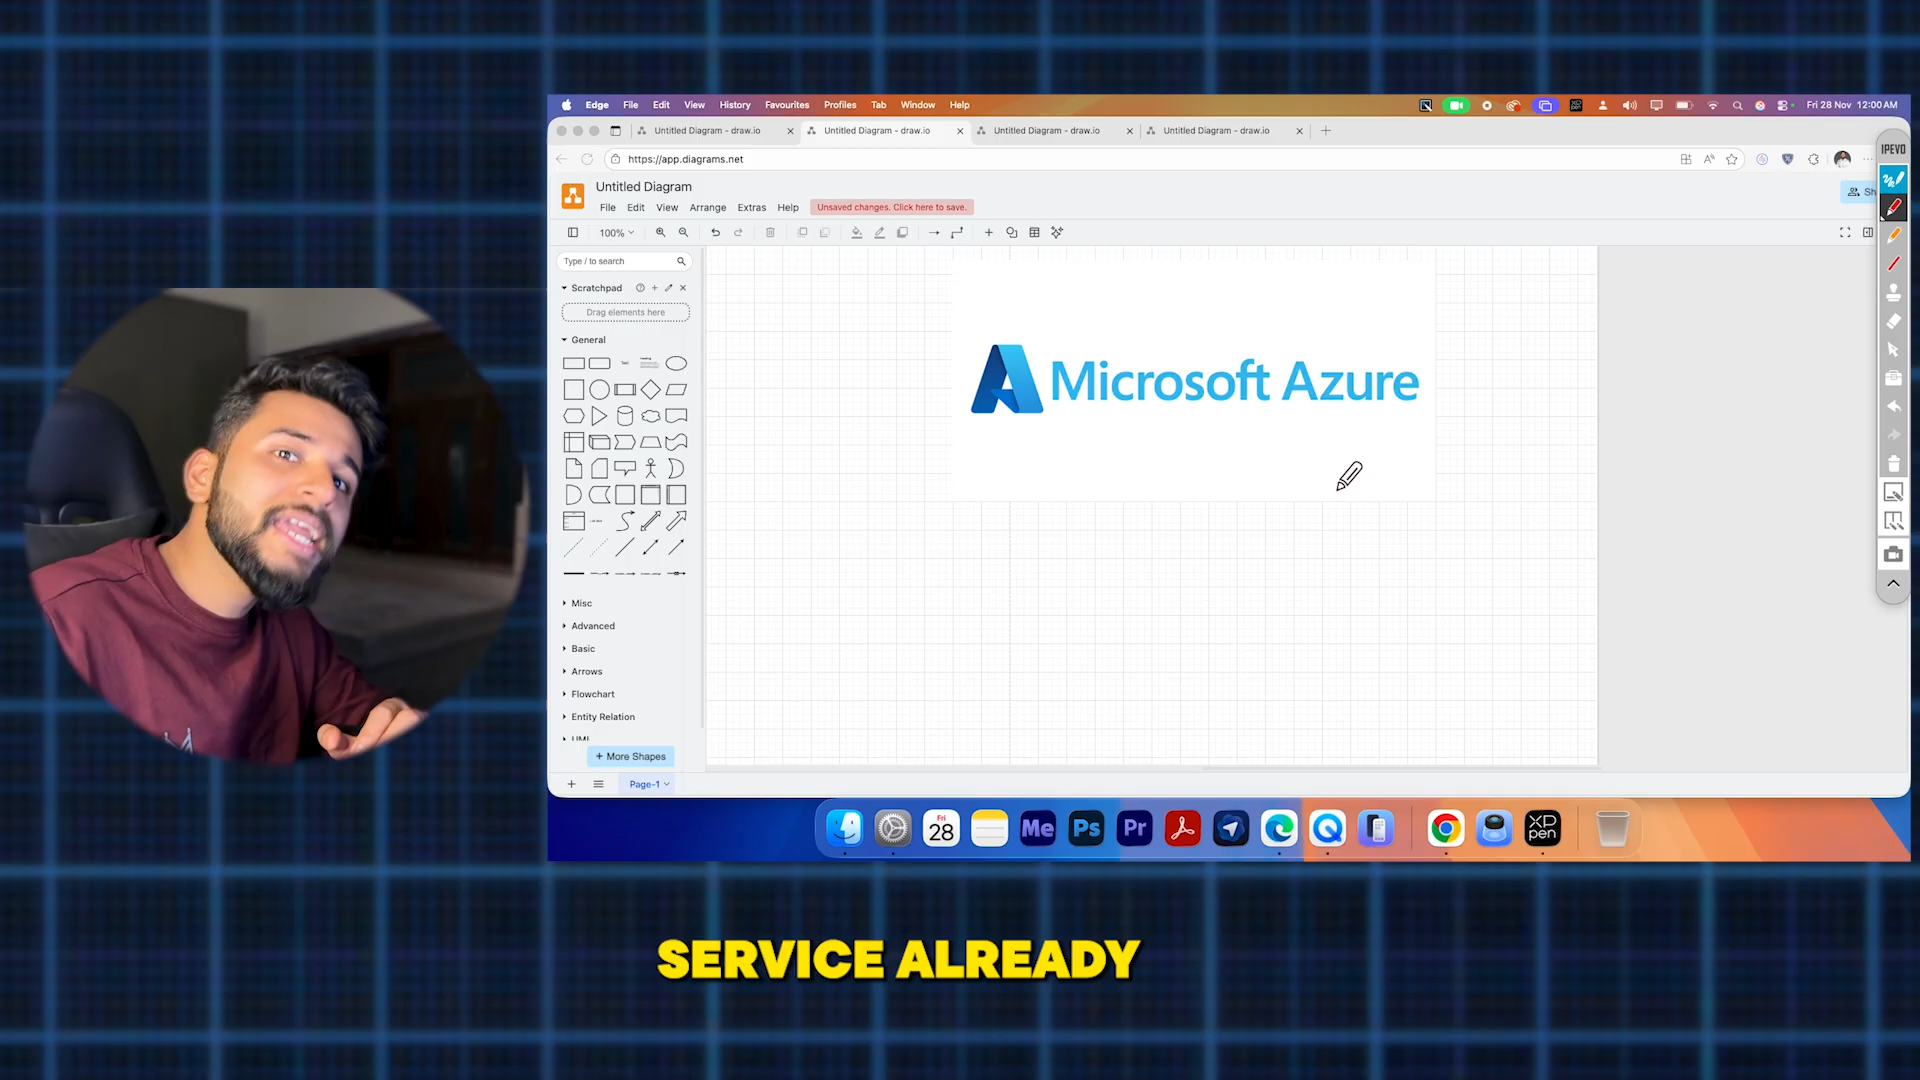 Edge File Edit View History Favourites Profiles Tab Window Help
Fri 28 Nov 12:00 AM
Untitled Diagram - draw.io
Untitled Diagram - draw.io
Untitled Diagram - draw.io
Untitled Diagram - draw.io
https://app.diagrams.net
IPEVO
Untitled Diagram
Sh
File Edit View Arrange Extras Help
Unsaved changes. Click here to save.
100%
Type / to search
Scratchpad
Drag elements here
General
Microsoft Azure
Misc
Advanced
Basic
Arrows
Flowchart
Entity Relation
UML
+ More Shapes
Page-1
Fri
28
Me
Ps
Pr
XP
pen
SERVICE ALREADY